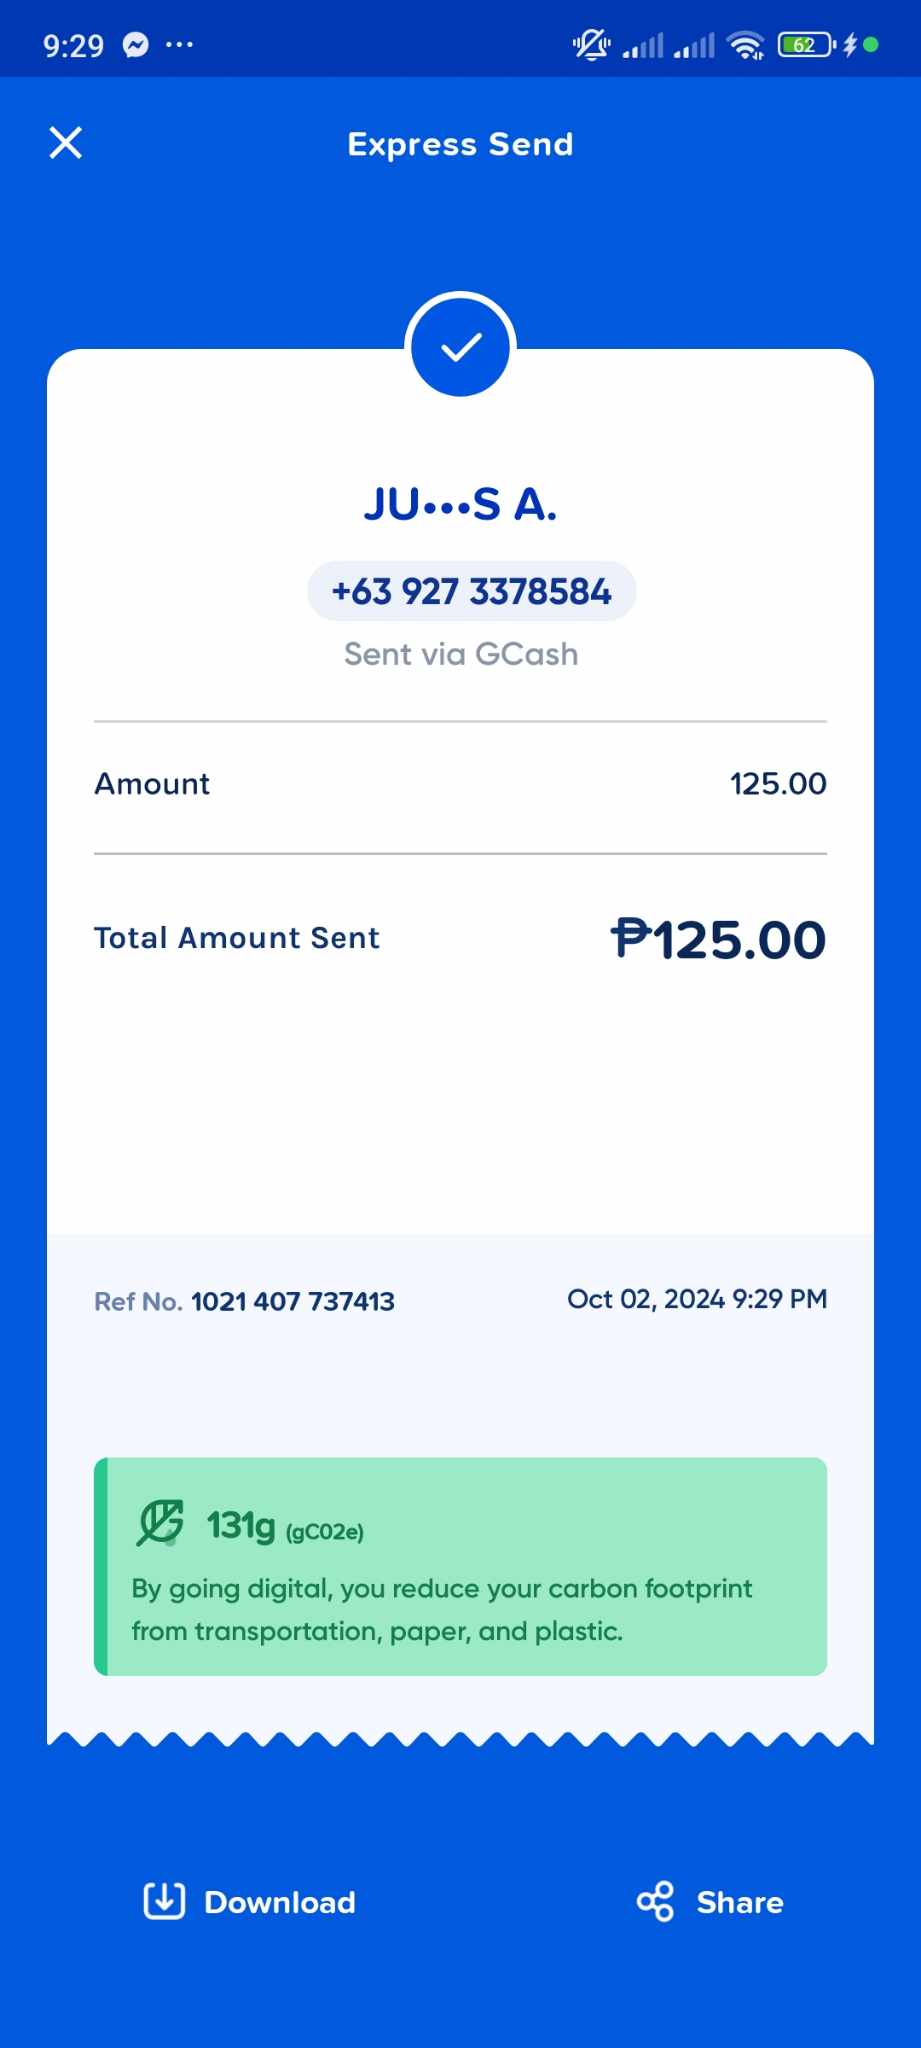 9:29
62
Express Send
JU•••S A.
+63 927 3378584
Sent via GCash
Amount 125.00
Total Amount Sent ₱125.00
Ref No. 1021 407 737413 Oct 02, 2024 9:29 PM
131g (gC02e)
By going digital, you reduce your carbon footprint
from transportation, paper, and plastic.
Download Share